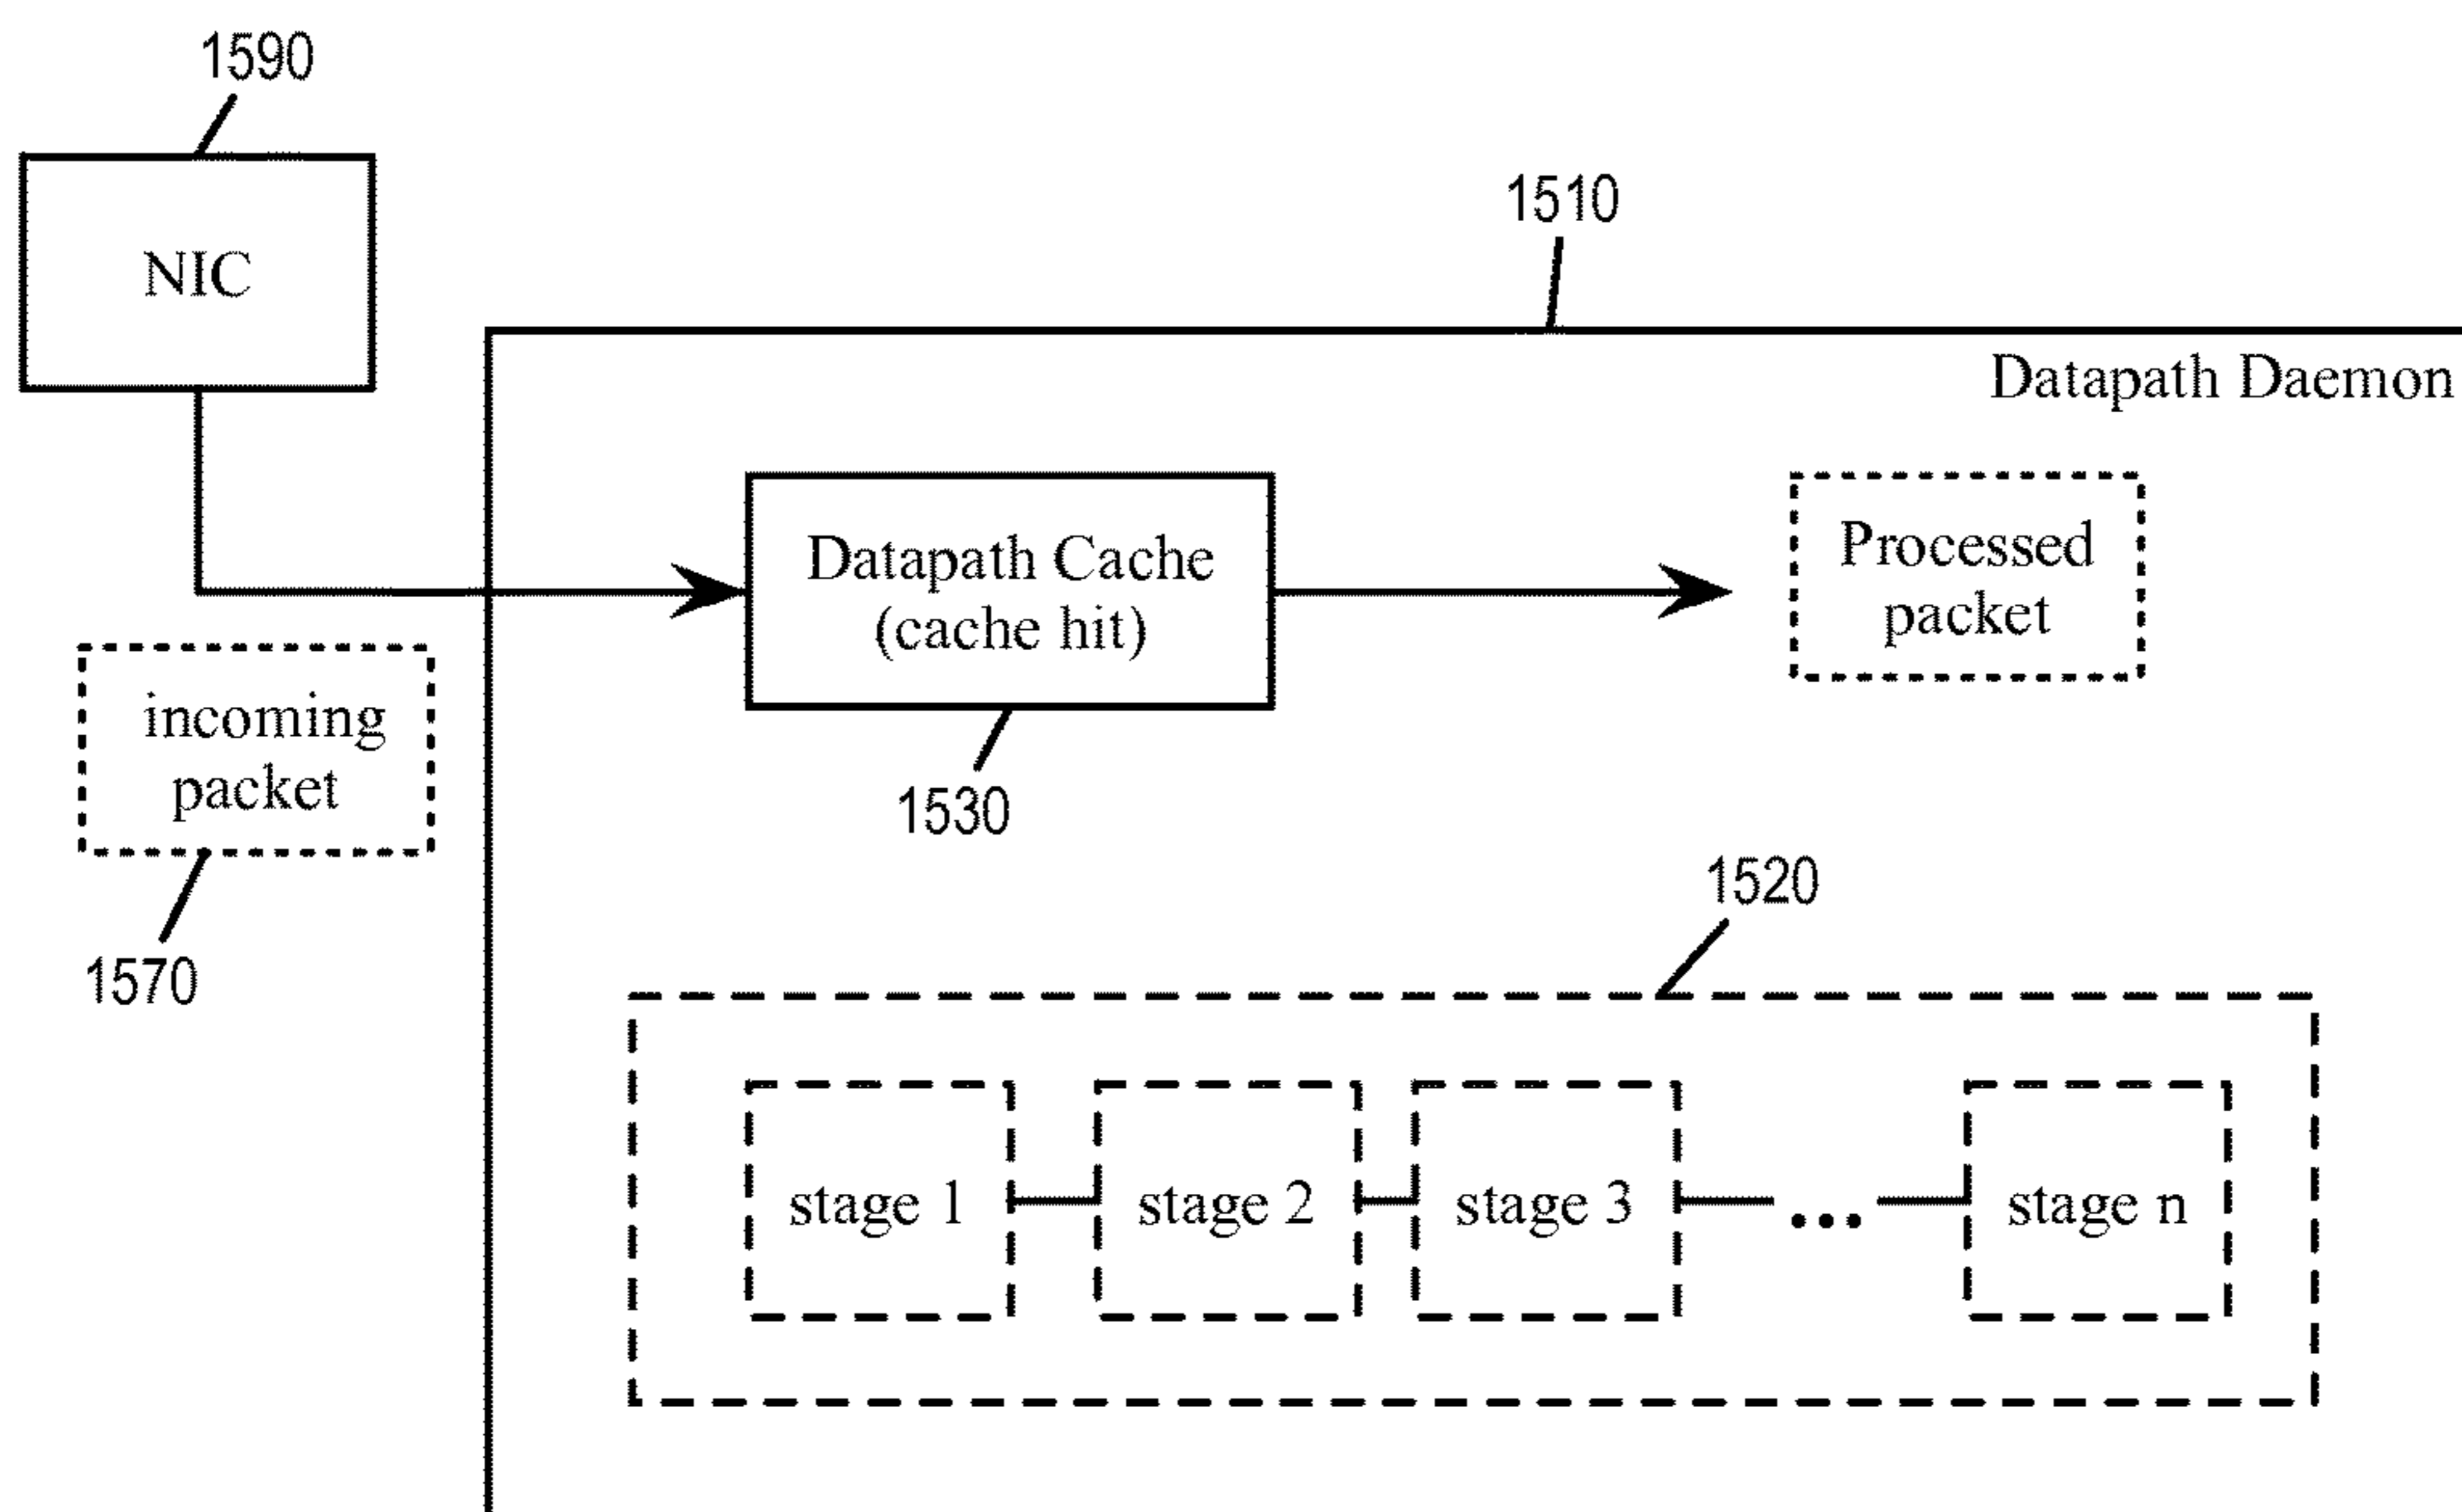 1590
NIC
1510
Datapath Daemon
Datapath Cache
(cache hit)
1530
Processed
packet
incoming
packet
1570
1520
stage 1
stage 2
stage 3
...
stage n